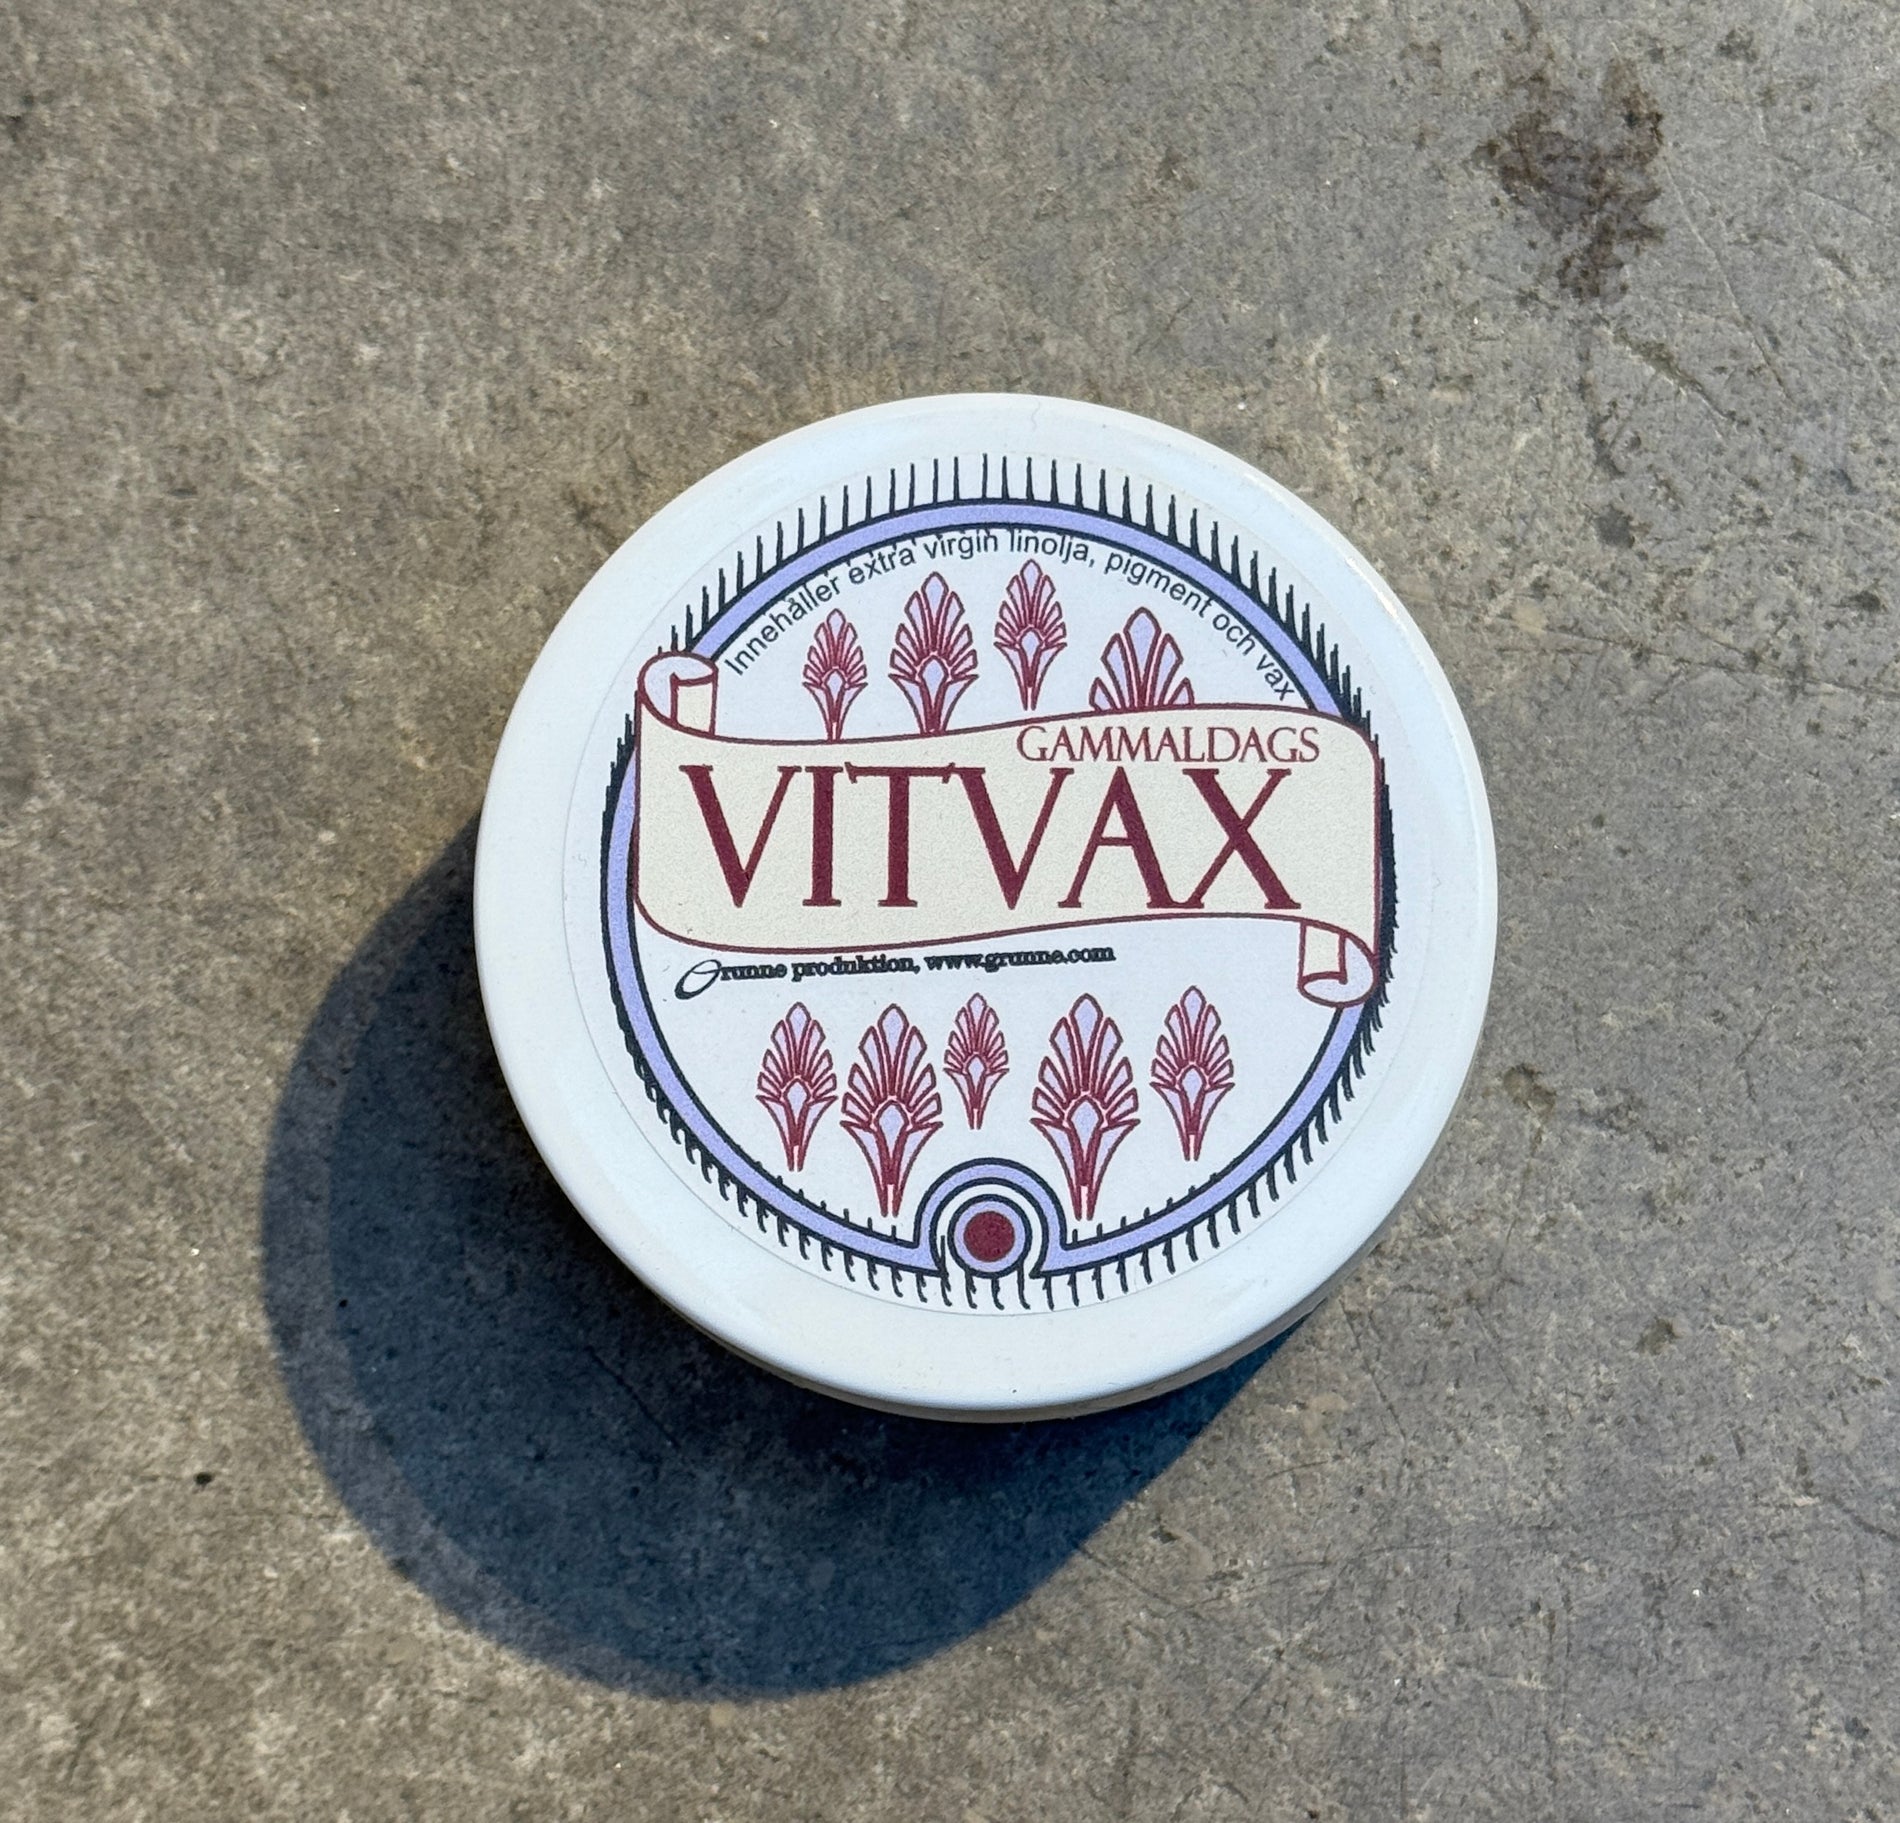 Innehåller extra virgin linolja, pigment och vax
GAMMALDAGS
VITVAX
Grunne produktion, www.grunne.com